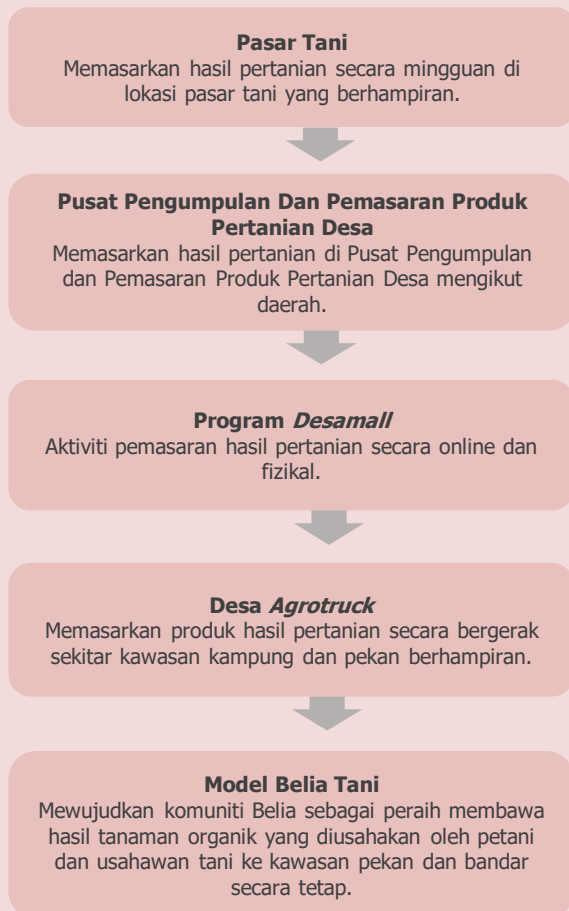 Pasar Tani
Memasarkan hasil pertanian secara mingguan di
lokasi pasar tani yang berhampiran.
Pusat Pengumpulan Dan Pemasaran Produk
Pertanian Desa
Memasarkan hasil pertanian di Pusat Pengumpulan
dan Pemasaran Produk Pertanian Desa mengikut
daerah.
Program Desamall
Aktiviti pemasaran hasil pertanian secara online dan
fizikal.
Desa Agrotruck
Memasarkan produk hasil pertanian secara bergerak
sekitar kawasan kampung dan pekan berhampiran.
Model Belia Tani
Mewujudkan komuniti Belia sebagai peraih membawa
hasil tanaman organik yang diusahakan oleh petani
dan usahawan tani ke kawasan pekan dan bandar
secara tetap.